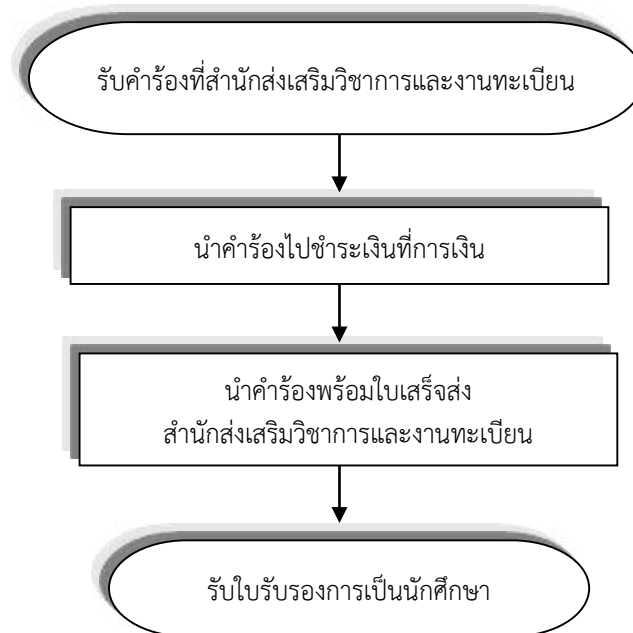 รับคำร้องที่สำนักส่งเสริมวิชาการและงานทะเบียน
นำคำร้องไปชำระเงินที่การเงิน
นำคำร้องพร้อมใบเสร็จส่ง
สำนักส่งเสริมวิชาการและงานทะเบียน
รับใบรับรองการเป็นนักศึกษา